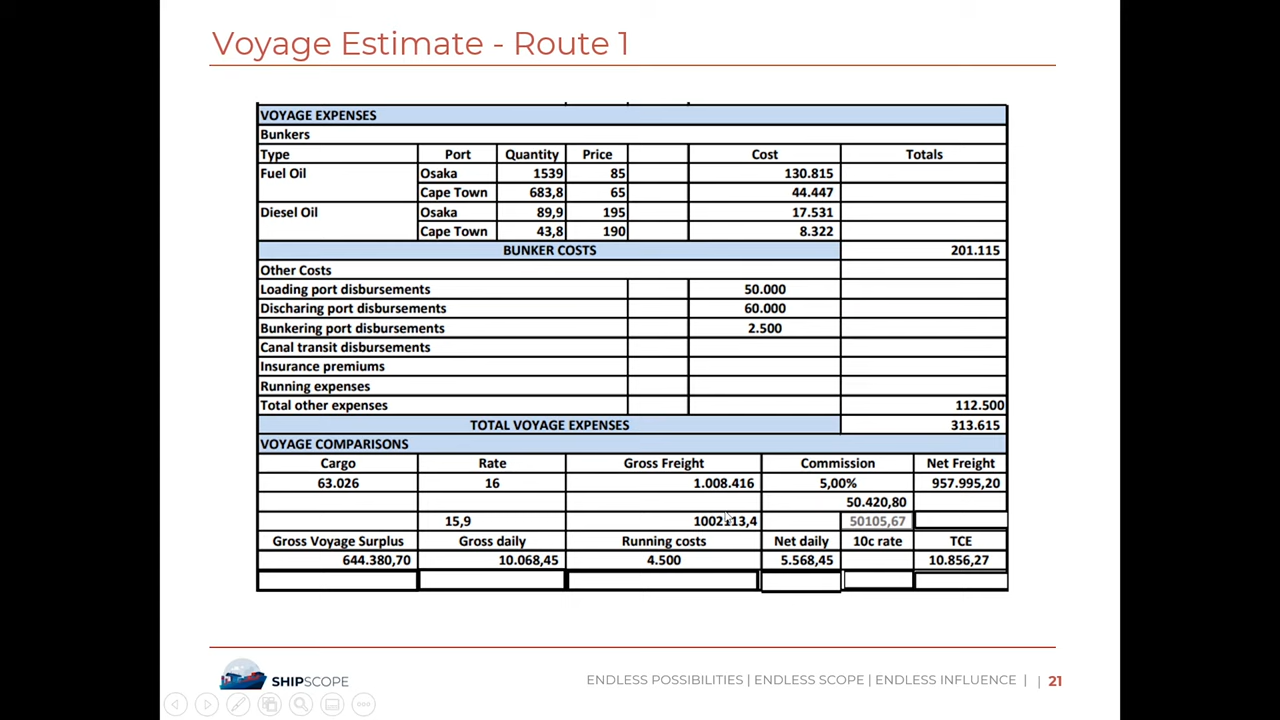 Voyage Estimate - Route 1
VOYAGE EXPENSES
Bunkers
Type Port Quantity Price Cost Totals
Fuel Oil Osaka 1539 85 130.815
Cape Town 683,8 65 44.447
Diesel Oil Osaka 89,9 195 17.531
Cape Town 43,8 190 8.322
BUNKER COSTS 201.115
Other Costs
Loading port disbursements 50.000
Discharing port disbursements 60.000
Bunkering port disbursements 2.500
Canal transit disbursements
Insurance premiums
Running expenses
Total other expenses 112.500
TOTAL VOYAGE EXPENSES 313.615
VOYAGE COMPARISONS
Cargo Rate Gross Freight Commission Net Freight
63.026 16 1.008.416 5,00% 957.995,20
50.420,80
15,9 50105,67
Gross Voyage Surplus Gross daily Running costs Net daily 10c rate TCE
644.380,70 10.068,45 4.500 5.568,45 10.856,27
SHIPSCOPE
ENDLESS POSSIBILITIES | ENDLESS SCOPE | ENDLESS INFLUENCE | | 21